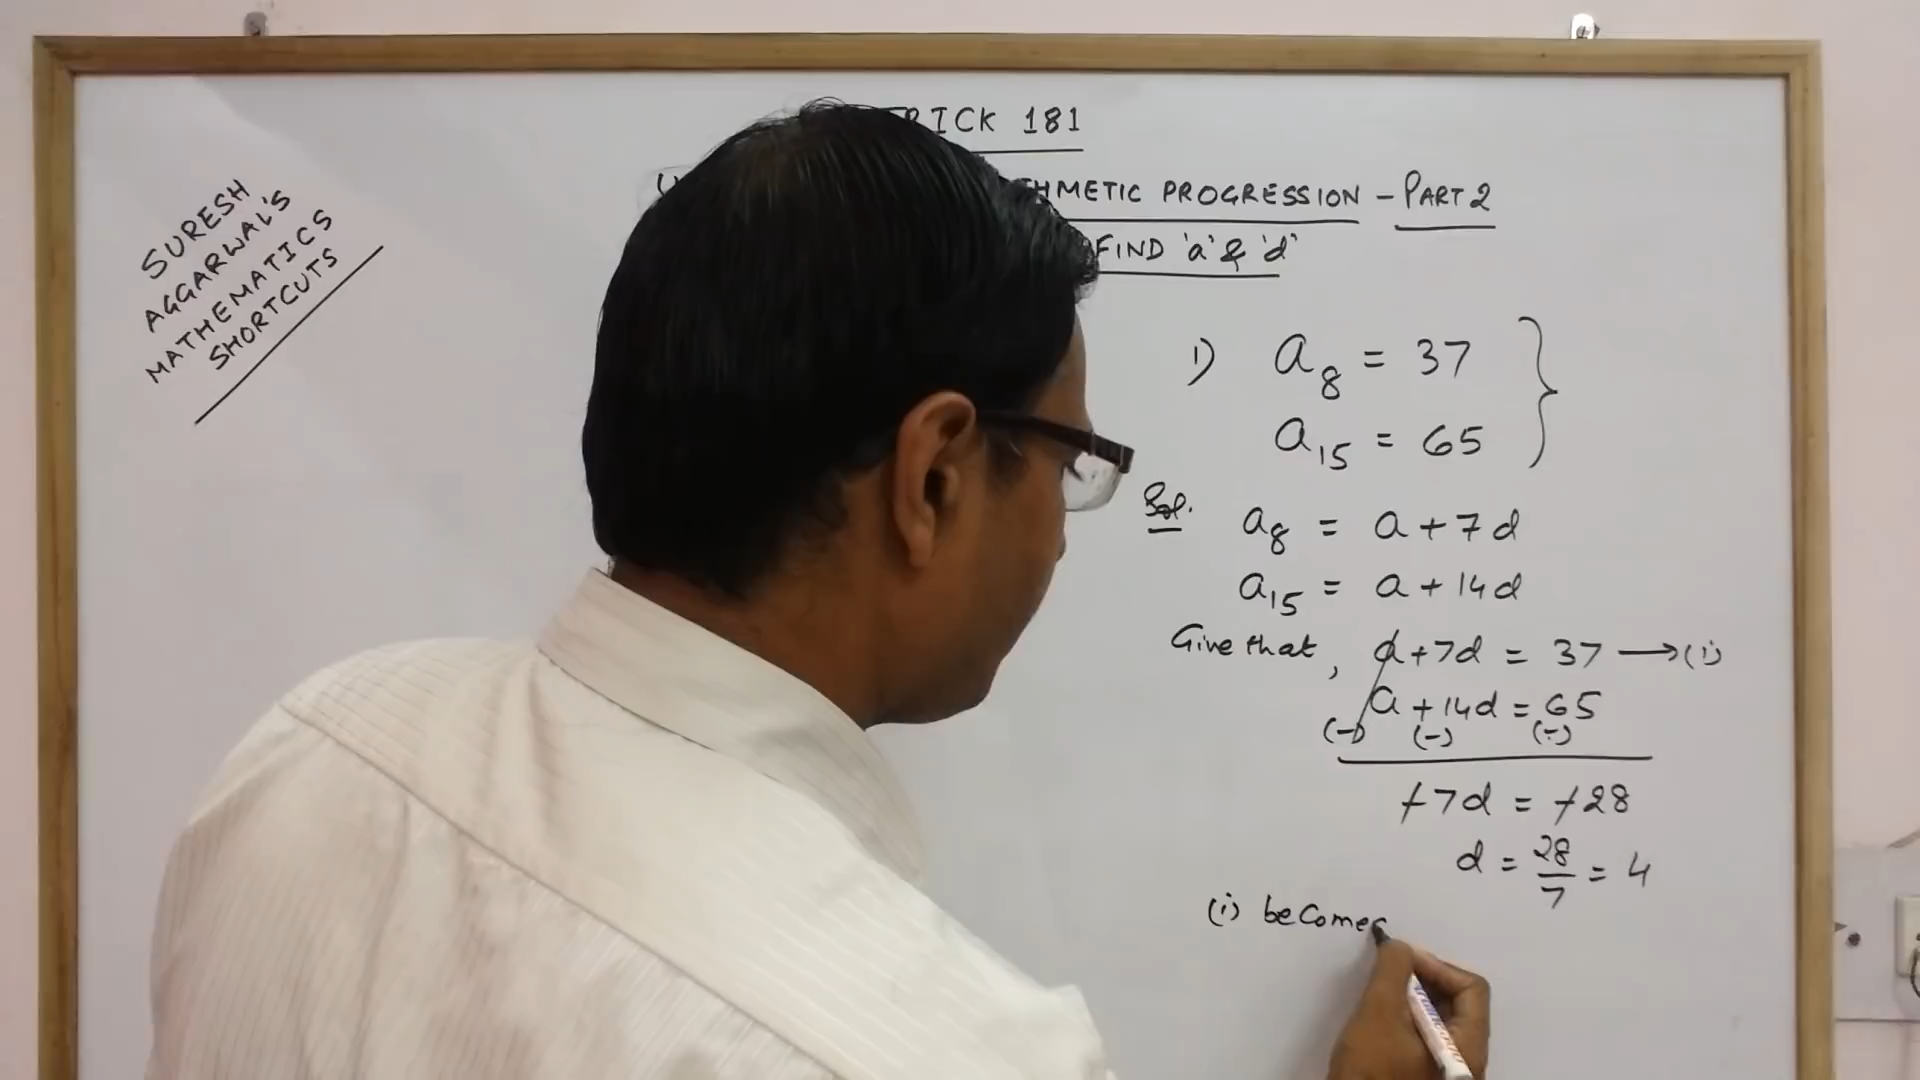 SURESH
AGGARWAL'S
MATHEMATICS
SHORTCUTS
RICK 181
THMETIC PROGRESSION - PART 2
FIND 'a' & 'd'
1) a₈ = 37
a₁₅ = 65
Sol. a₈ = a + 7d
a₁₅ = a + 14d
Give that, a + 7d = 37 → (i)
a + 14d = 65
(-) (-) (-)
-7d = -28
d = 28/7 = 4
(i) becomes